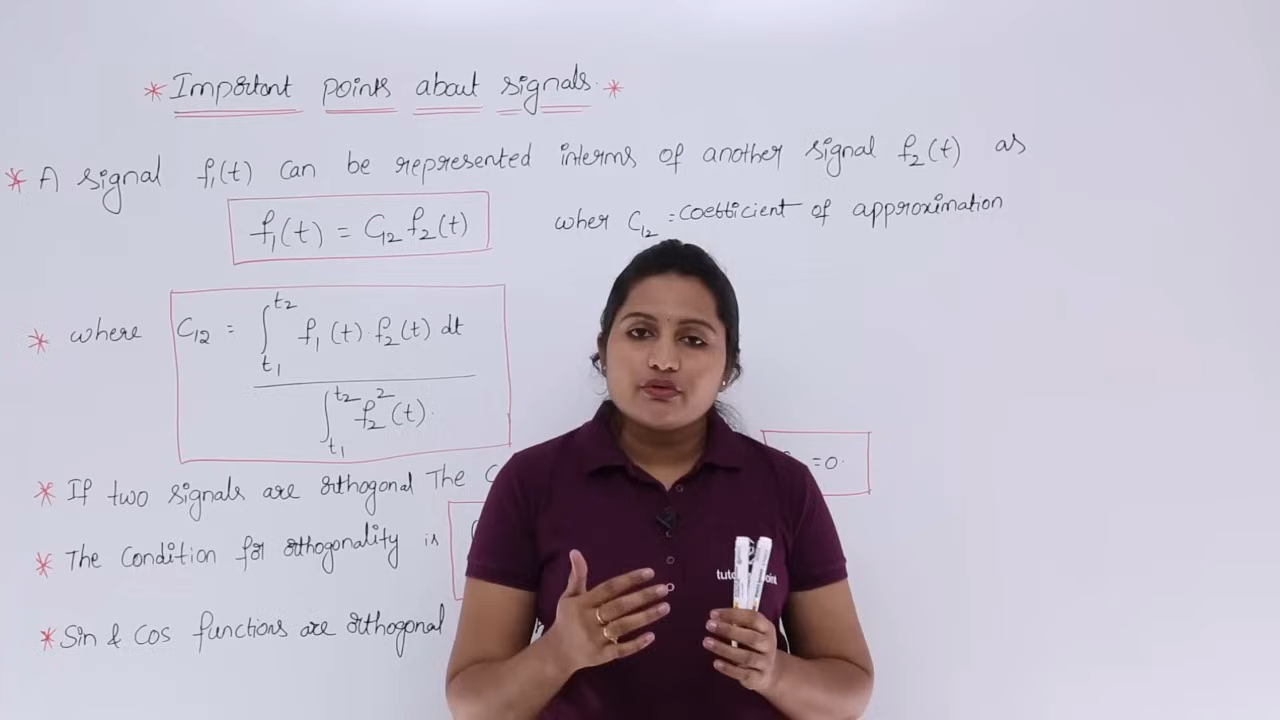 * Important points about signals. *
* A signal f₁(t) can be represented interms of another signal f₂(t) as
f₁(t) = C₁₂ f₂(t) wher C₁₂ = coefficient of approximation
* where C₁₂ = ∫ t₁ t₂ f₁(t).f₂(t) dt
∫ t₁ t₂ f₂²(t).
* If two signals are orthogonal The C =0.
* The Condition for orthogonality is
* Sin & Cos functions are orthogonal